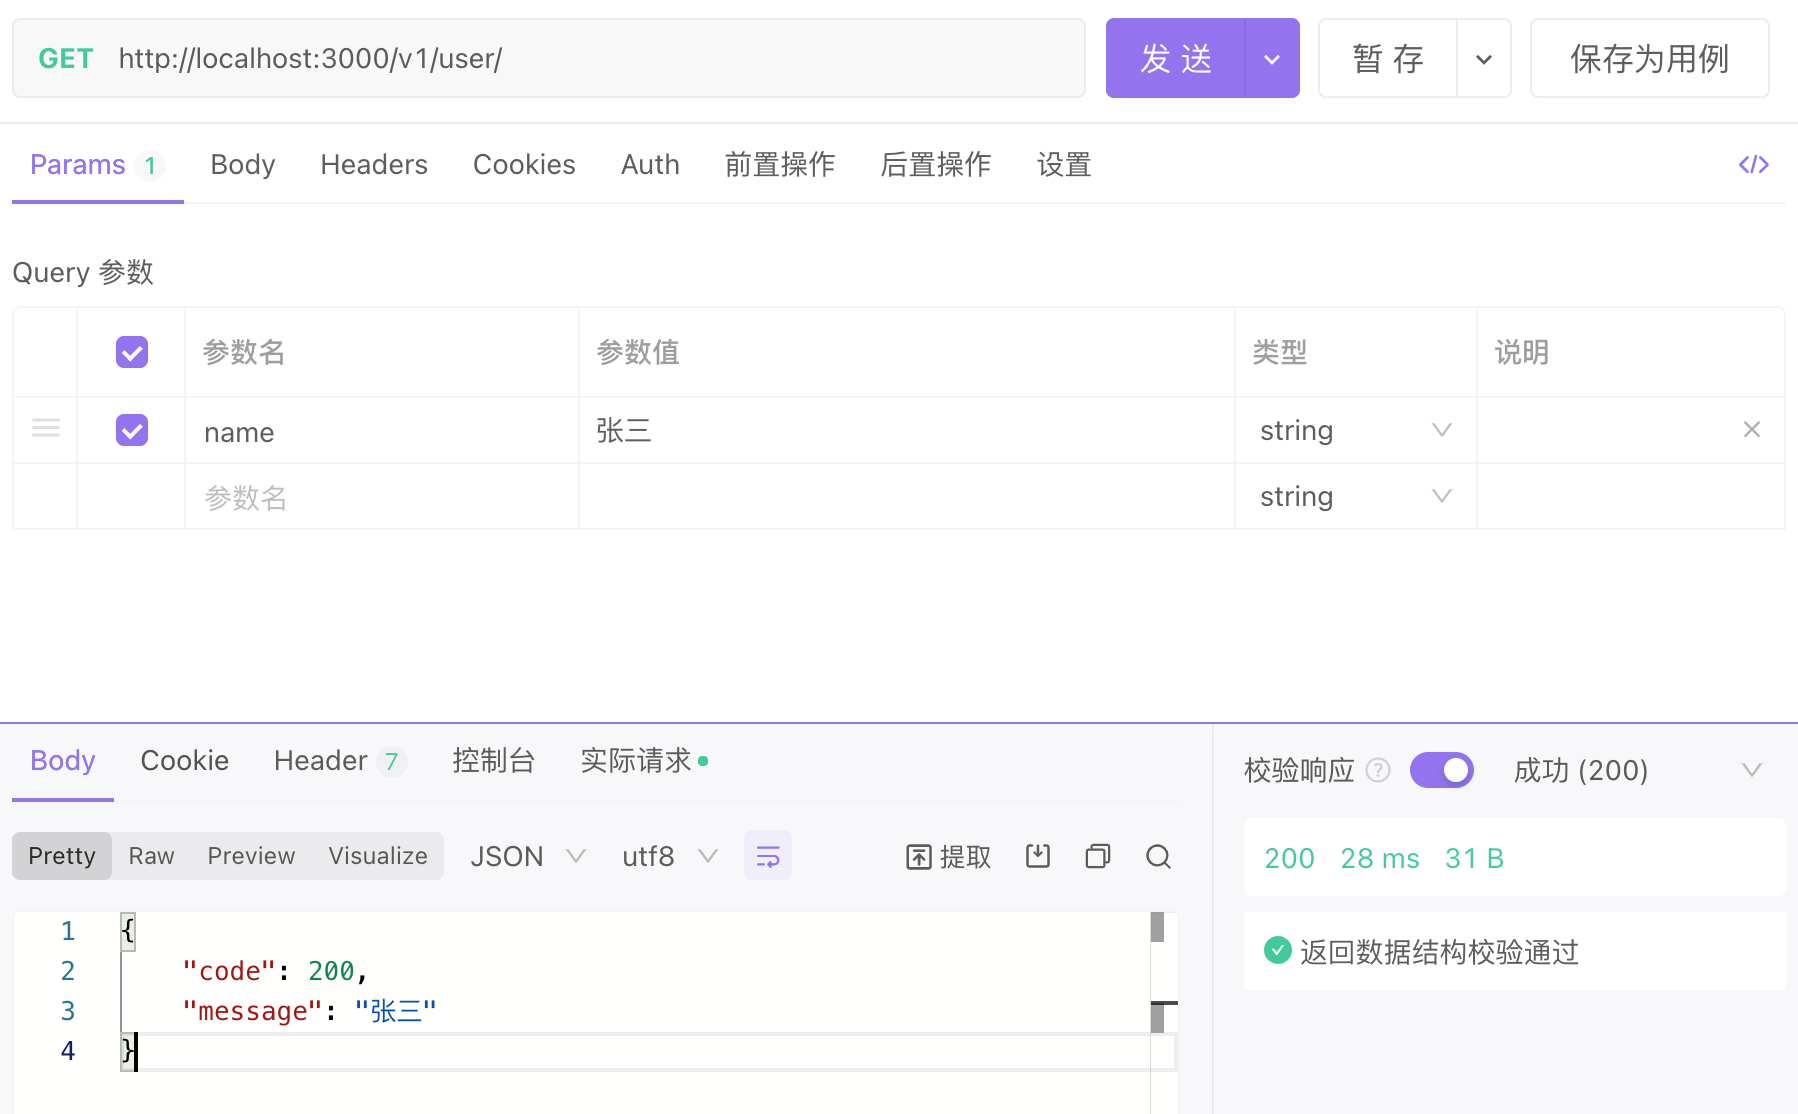 GET http://localhost:3000/v1/user/ 发 送 暂 存 保存为用例
Params 1 Body Headers Cookies Auth 前置操作 后置操作 设置 </>
Query 参数
参数名 参数值 类型 说明
name 张三 string
参数名 string
Body Cookie Header 7 控制台 实际请求 校验响应 ? 成功 (200)
Pretty Raw Preview Visualize JSON utf8 提取 200 28 ms 31 B
1 {
2 "code": 200,
3 "message": "张三"
4 }
返回数据结构校验通过